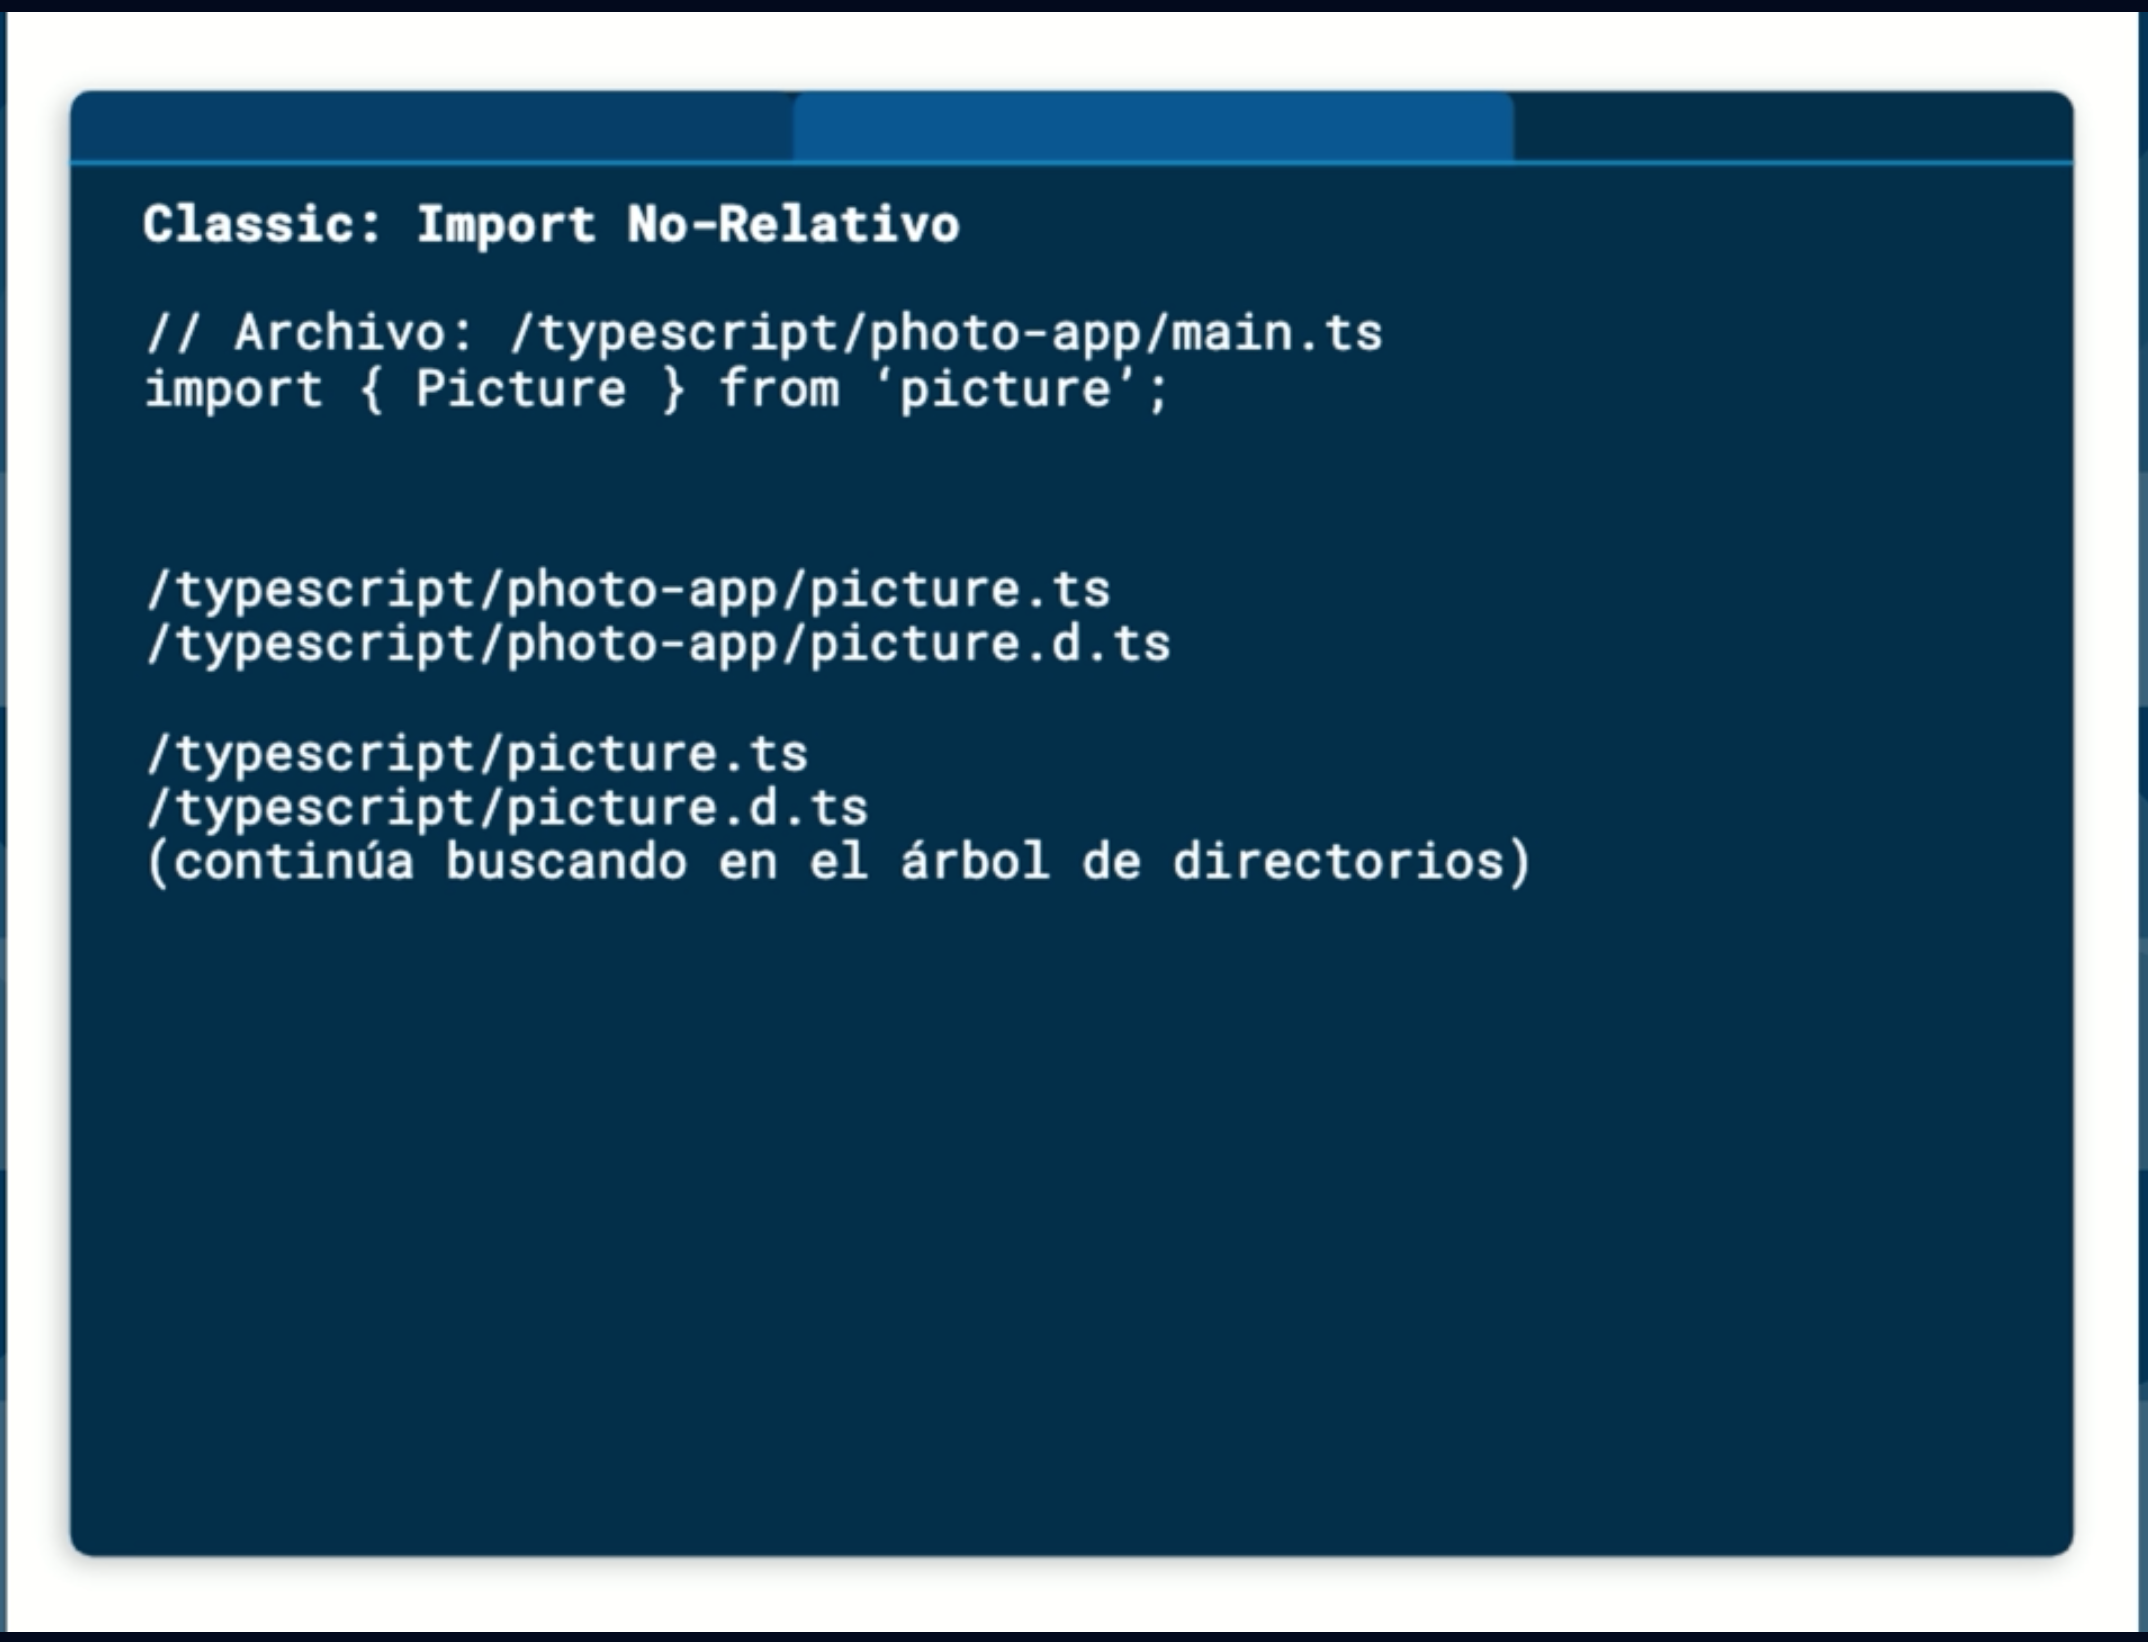 Classic: Import No-Relativo
// Archivo: /typescript/photo-app/main.ts
import { Picture } from ‘picture’;
/typescript/photo-app/picture.ts
/typescript/photo-app/picture.d.ts
/typescript/picture.ts
/typescript/picture.d.ts
(continúa buscando en el árbol de directorios)